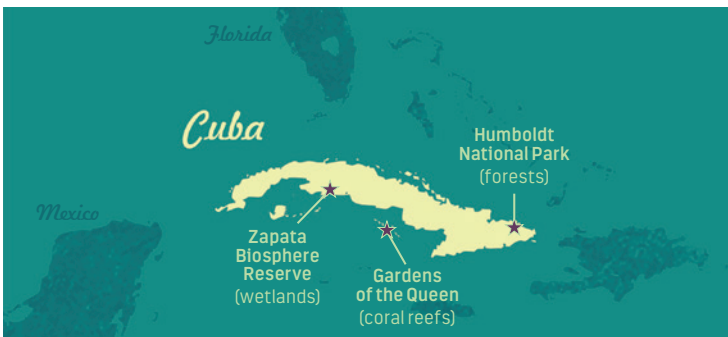 Florida
Cuba
Humboldt
National Park
(forests)
Mexico
Zapata
Biosphere
Reserve
(wetlands)
Gardens
of the Queen
(coral reefs)